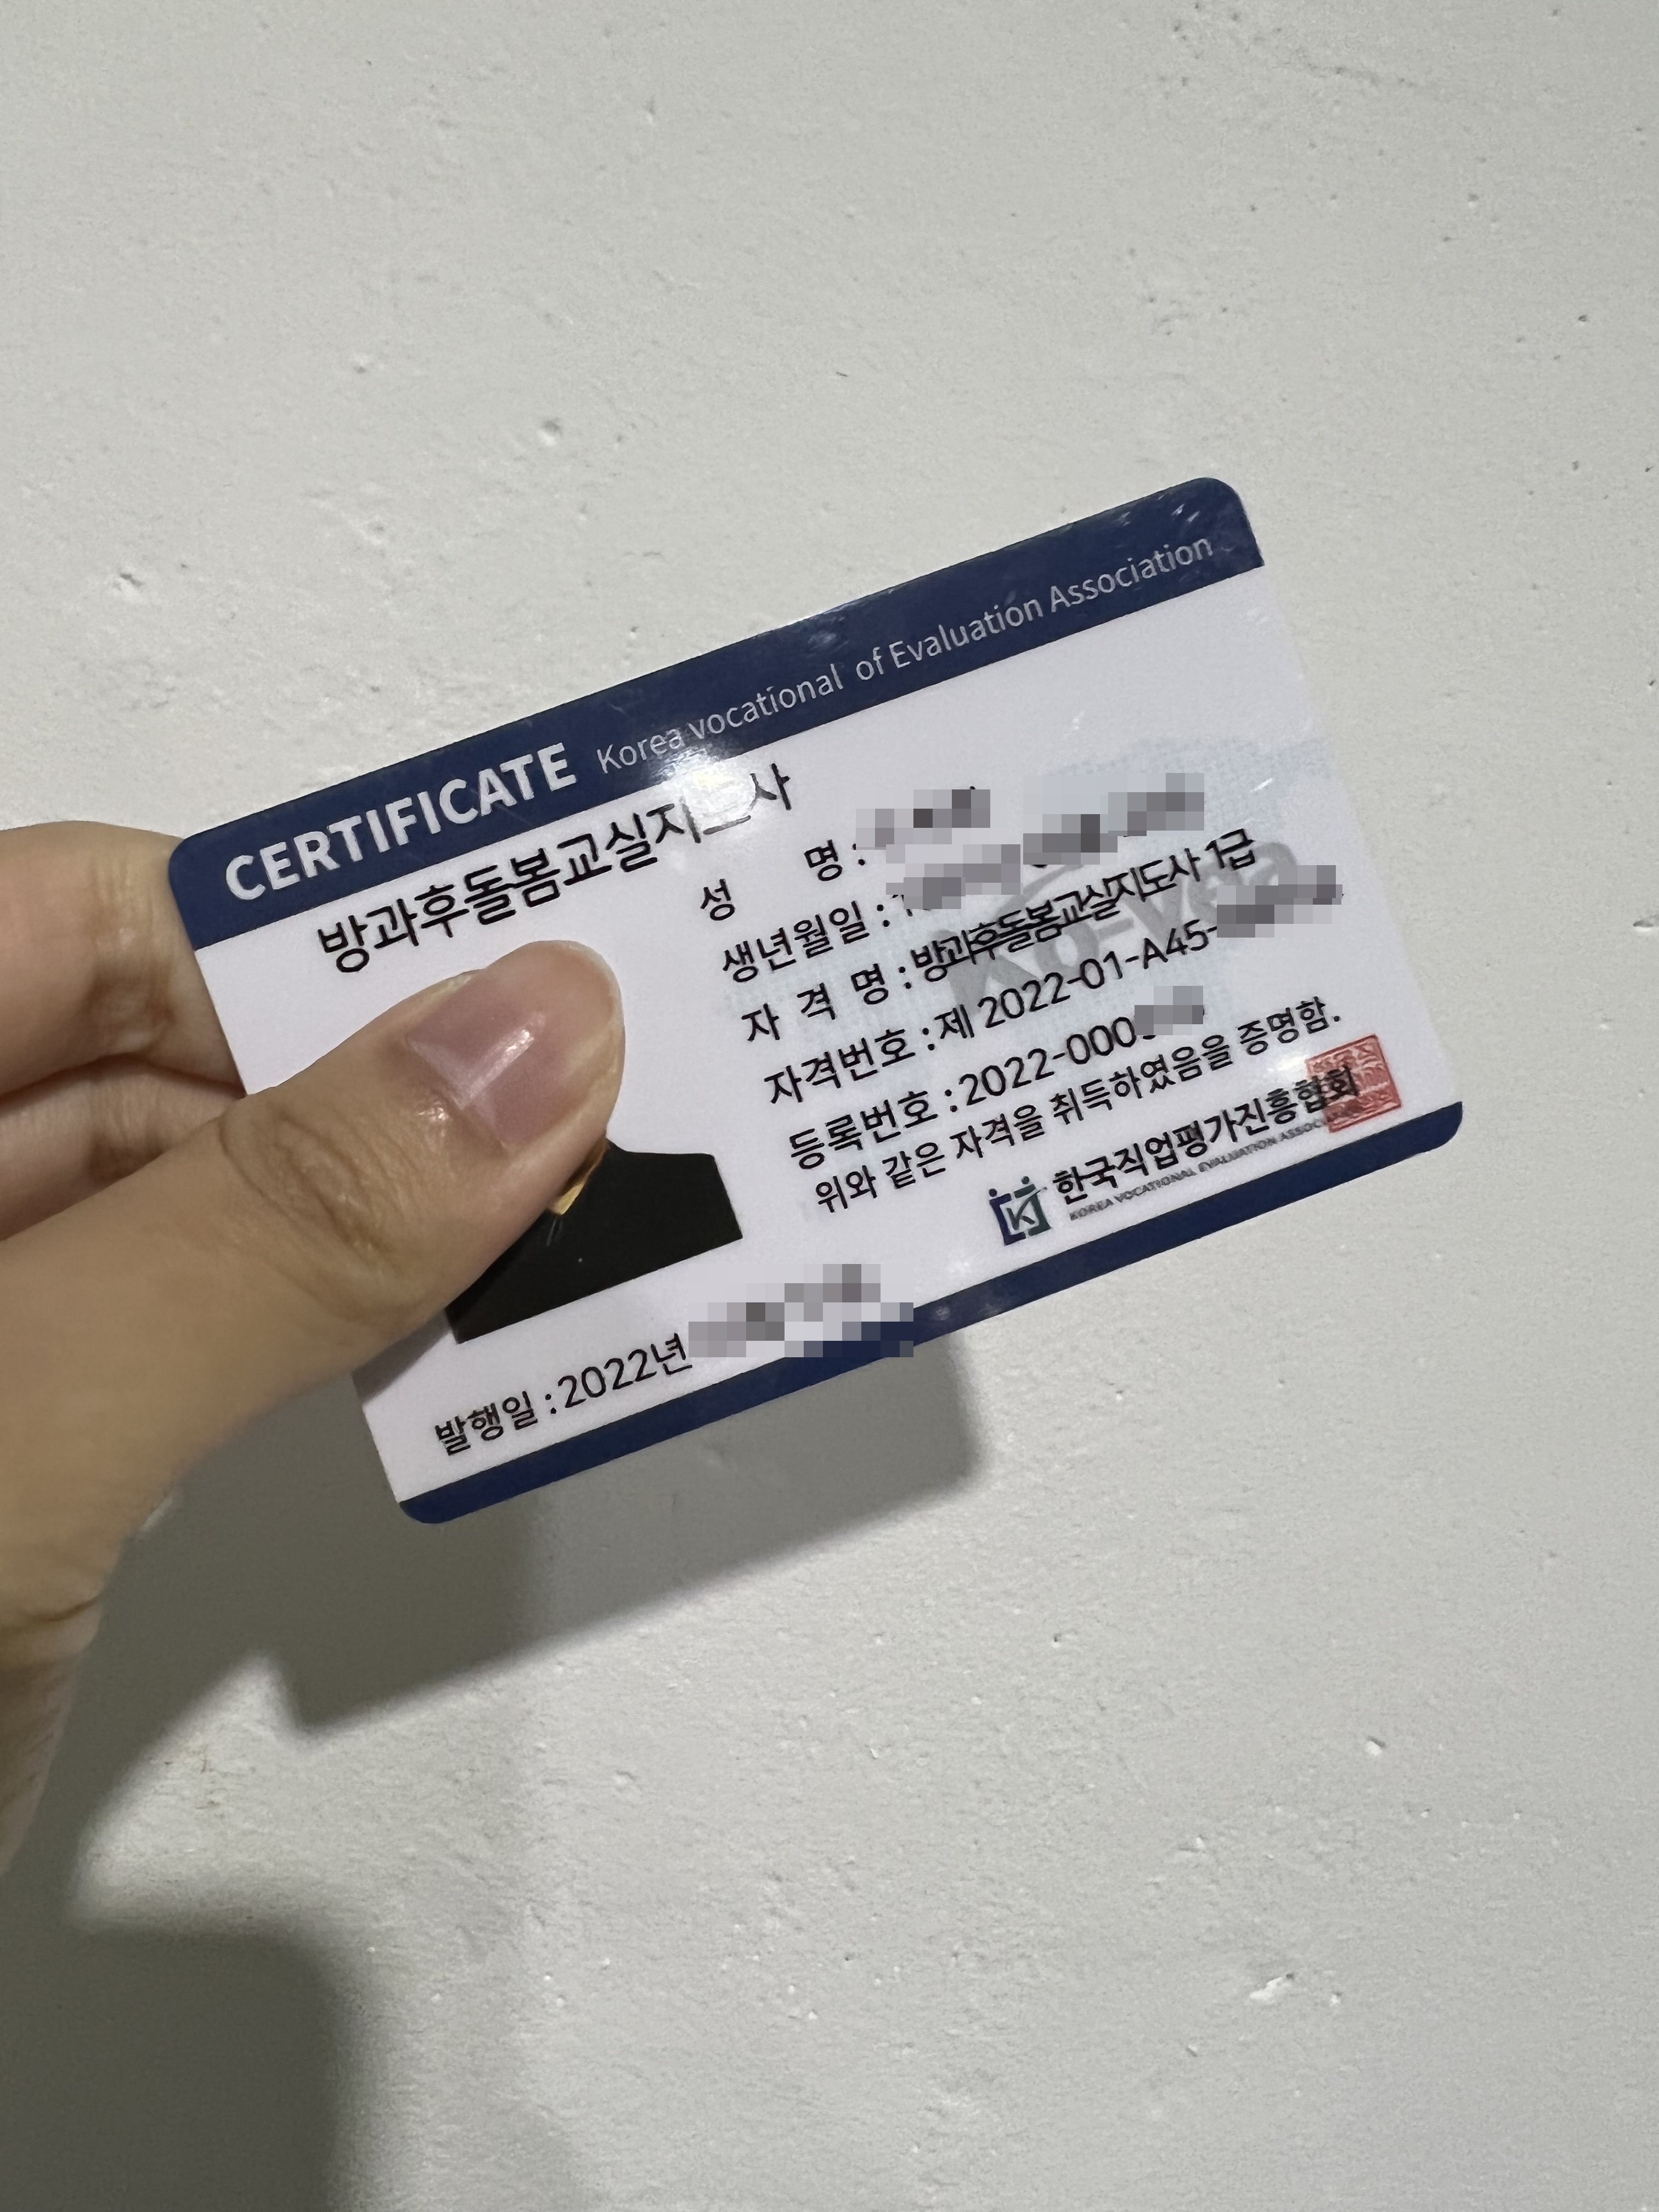 CERTIFICATE Korea vocational of Evaluation Association
방과후돌봄교실지도사
성 명 :
생년월일 :
자 격 명 : 방과후돌봄교실지도사 1급
자격번호 : 제 2022-01-A45-
등록번호 : 2022-000
위와 같은 자격을 취득하였음을 증명함.
한국직업평가진흥협회
KOREA VOCATIONAL EVALUATION
발행일 : 2022년